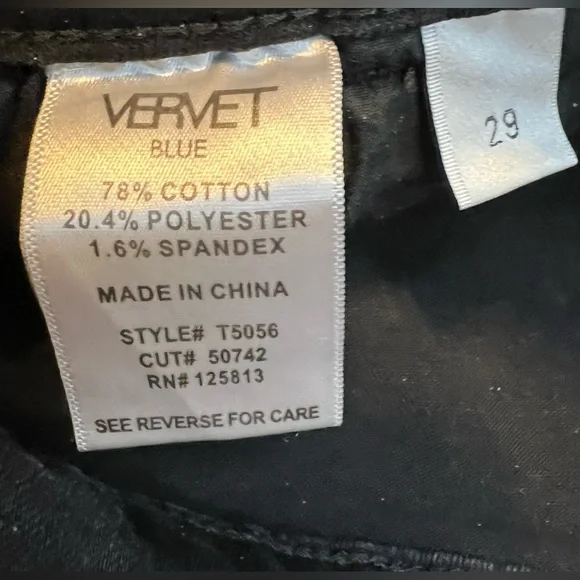 VERVET
BLUE
78% COTTON
20.4% POLYESTER
1.6% SPANDEX
MADE IN CHINA
STYLE# T5056
CUT# 50742
RN# 125813
SEE REVERSE FOR CARE
29